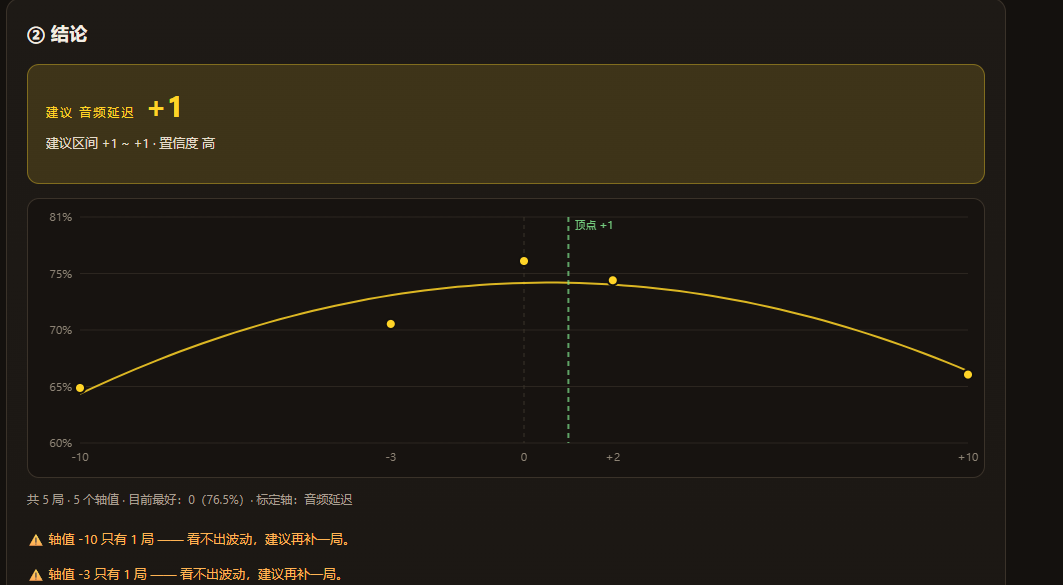 ② 结论
建议 音频延迟 +1
建议区间 +1 ~ +1 · 置信度 高
81%
顶点 +1
75%
70%
65%
60%
-10 -3 0 +2 +10
共 5 局 · 5 个轴值 · 目前最好：0（76.5%）· 标定轴：音频延迟
⚠ 轴值 -10 只有 1 局 —— 看不出波动，建议再补一局。
⚠ 轴值 -3 只有 1 局 —— 看不出波动，建议再补一局。